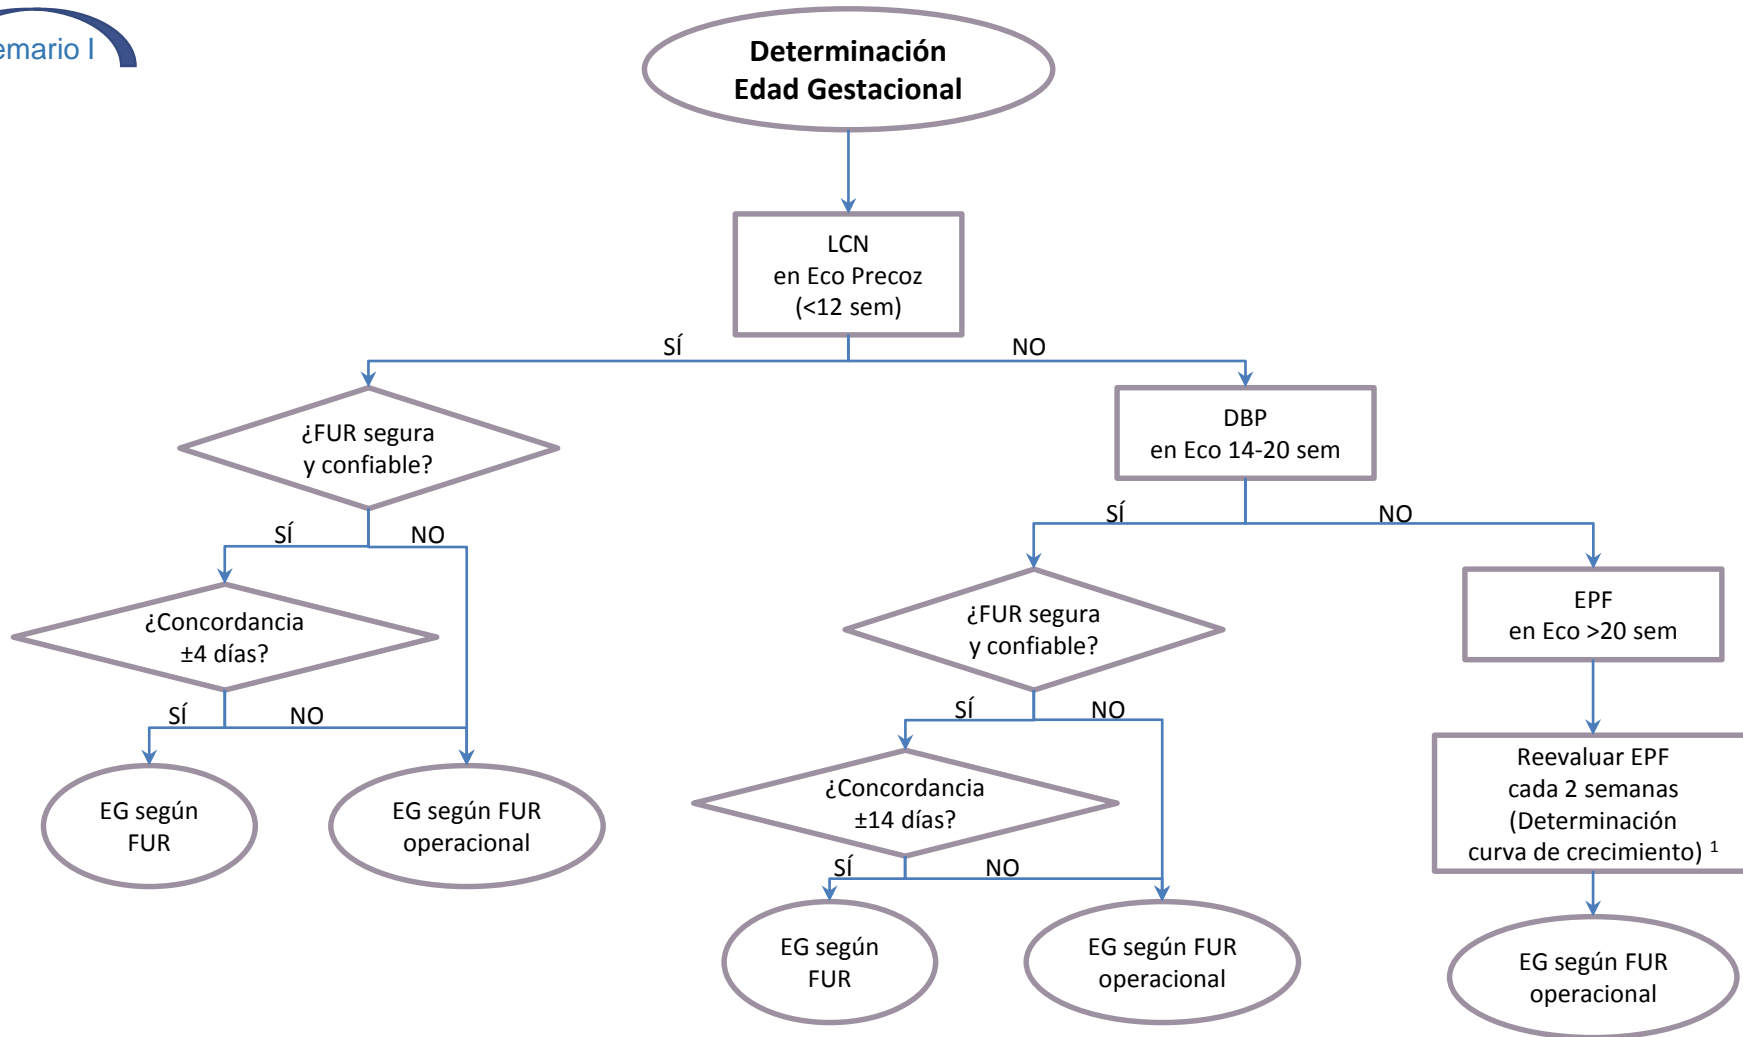 emario I
Determinación
Edad Gestacional
LCN
en Eco Precoz
(<12 sem)
SÍ
NO
¿FUR segura
y confiable?
DBP
en Eco 14-20 sem
SÍ
NO
SÍ
NO
¿Concordancia
±4 días?
¿FUR segura
y confiable?
EPF
en Eco >20 sem
SÍ
NO
SÍ
NO
EG según
FUR
EG según FUR
operacional
¿Concordancia
±14 días?
Reevaluar EPF
cada 2 semanas
(Determinación
curva de crecimiento) 1
SÍ
NO
EG según
FUR
EG según FUR
operacional
EG según FUR
operacional